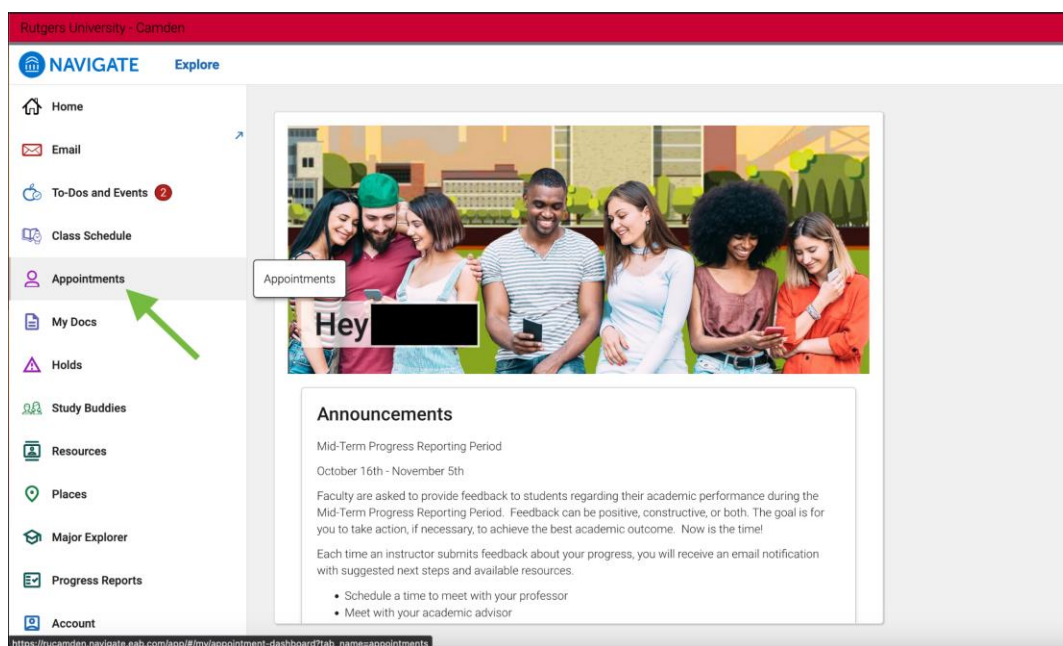 Rutgers University - Camden
NAVIGATE Explore
Home
Email
To-Dos and Events 2
Class Schedule
Appointments
Appointments
My Docs
Holds
Study Buddies
Resources
Places
Major Explorer
Progress Reports
Account
Hey
Announcements
Mid-Term Progress Reporting Period
October 16th - November 5th
Faculty are asked to provide feedback to students regarding their academic performance during the
Mid-Term Progress Reporting Period. Feedback can be positive, constructive, or both. The goal is for
you to take action, if necessary, to achieve the best academic outcome. Now is the time!
Each time an instructor submits feedback about your progress, you will receive an email notification
with suggested next steps and available resources.
• Schedule a time to meet with your professor
• Meet with your academic advisor
https://rucamden.navigate.eab.com/app/#/my/appointment-dashboard?tab_name=appointments